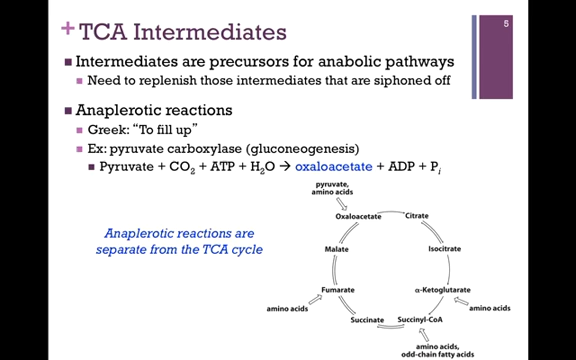 5
+ TCA Intermediates
Intermediates are precursors for anabolic pathways
Need to replenish those intermediates that are siphoned off
Anaplerotic reactions
Greek: “To fill up”
Ex: pyruvate carboxylase (gluconeogenesis)
Pyruvate + CO₂ + ATP + H₂O → oxaloacetate + ADP + Pᵢ
Anaplerotic reactions are
separate from the TCA cycle
pyruvate,
amino acids
Oxaloacetate
Citrate
Malate
Isocitrate
Fumarate
α-Ketoglutarate
amino acids
amino acids
Succinate
Succinyl-CoA
amino acids,
odd-chain fatty acids